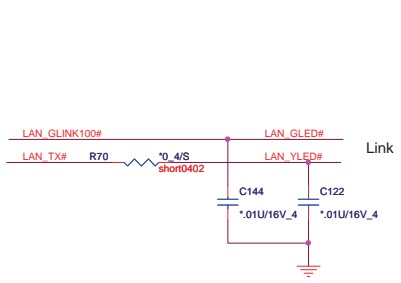 LAN_GLINK100# LAN_GLED#
Link
LAN_TX# R70 *0_4/S LAN_YLED#
short0402
C144 C122
*.01U/16V_4 *.01U/16V_4